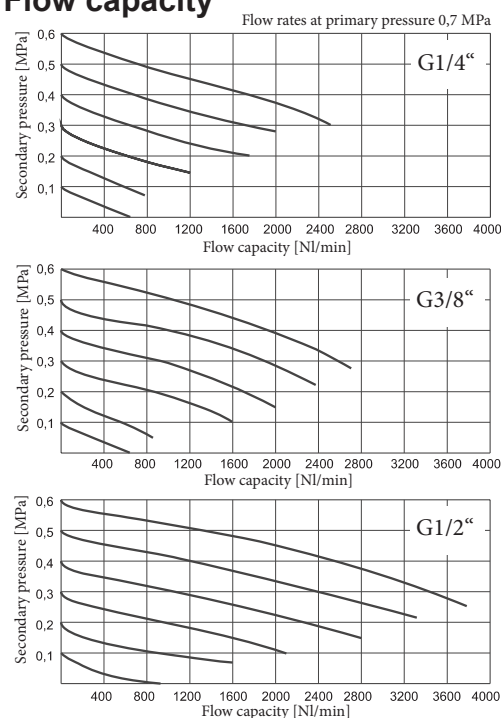 Flow capacity
Flow rates at primary pressure 0,7 MPa
Secondary pressure [MPa]
0,6
0,5
0,4
0,3
0,2
0,1
G1/4“
400 800 1200 1600 2000 2400 2800 3200 3600 4000
Flow capacity [Nl/min]
Secondary pressure [MPa]
0,6
0,5
0,4
0,3
0,2
0,1
G3/8“
400 800 1200 1600 2000 2400 2800 3200 3600 4000
Flow capacity [Nl/min]
Secondary pressure [MPa]
0,6
0,5
0,4
0,3
0,2
0,1
G1/2“
400 800 1200 1600 2000 2400 2800 3200 3600 4000
Flow capacity [Nl/min]